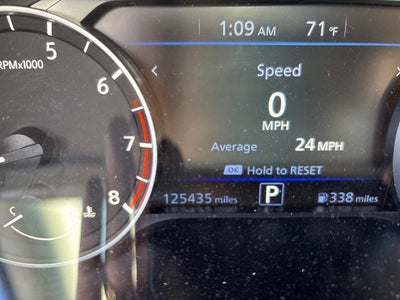 1:09 AM 71°F
5
RPMx1000
6
Speed
0
MPH
7
Average 24 MPH
OK Hold to RESET
8
125435 miles P 338 miles
C